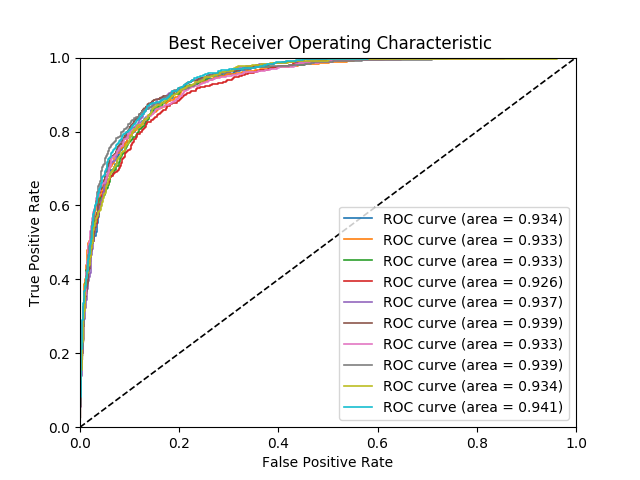 Best Receiver Operating Characteristic
True Positive Rate
1.0
0.8
0.6
0.4
0.2
0.0
ROC curve (area = 0.934)
ROC curve (area = 0.933)
ROC curve (area = 0.933)
ROC curve (area = 0.926)
ROC curve (area = 0.937)
ROC curve (area = 0.939)
ROC curve (area = 0.933)
ROC curve (area = 0.939)
ROC curve (area = 0.934)
ROC curve (area = 0.941)
0.0 0.2 0.4 0.6 0.8 1.0
False Positive Rate